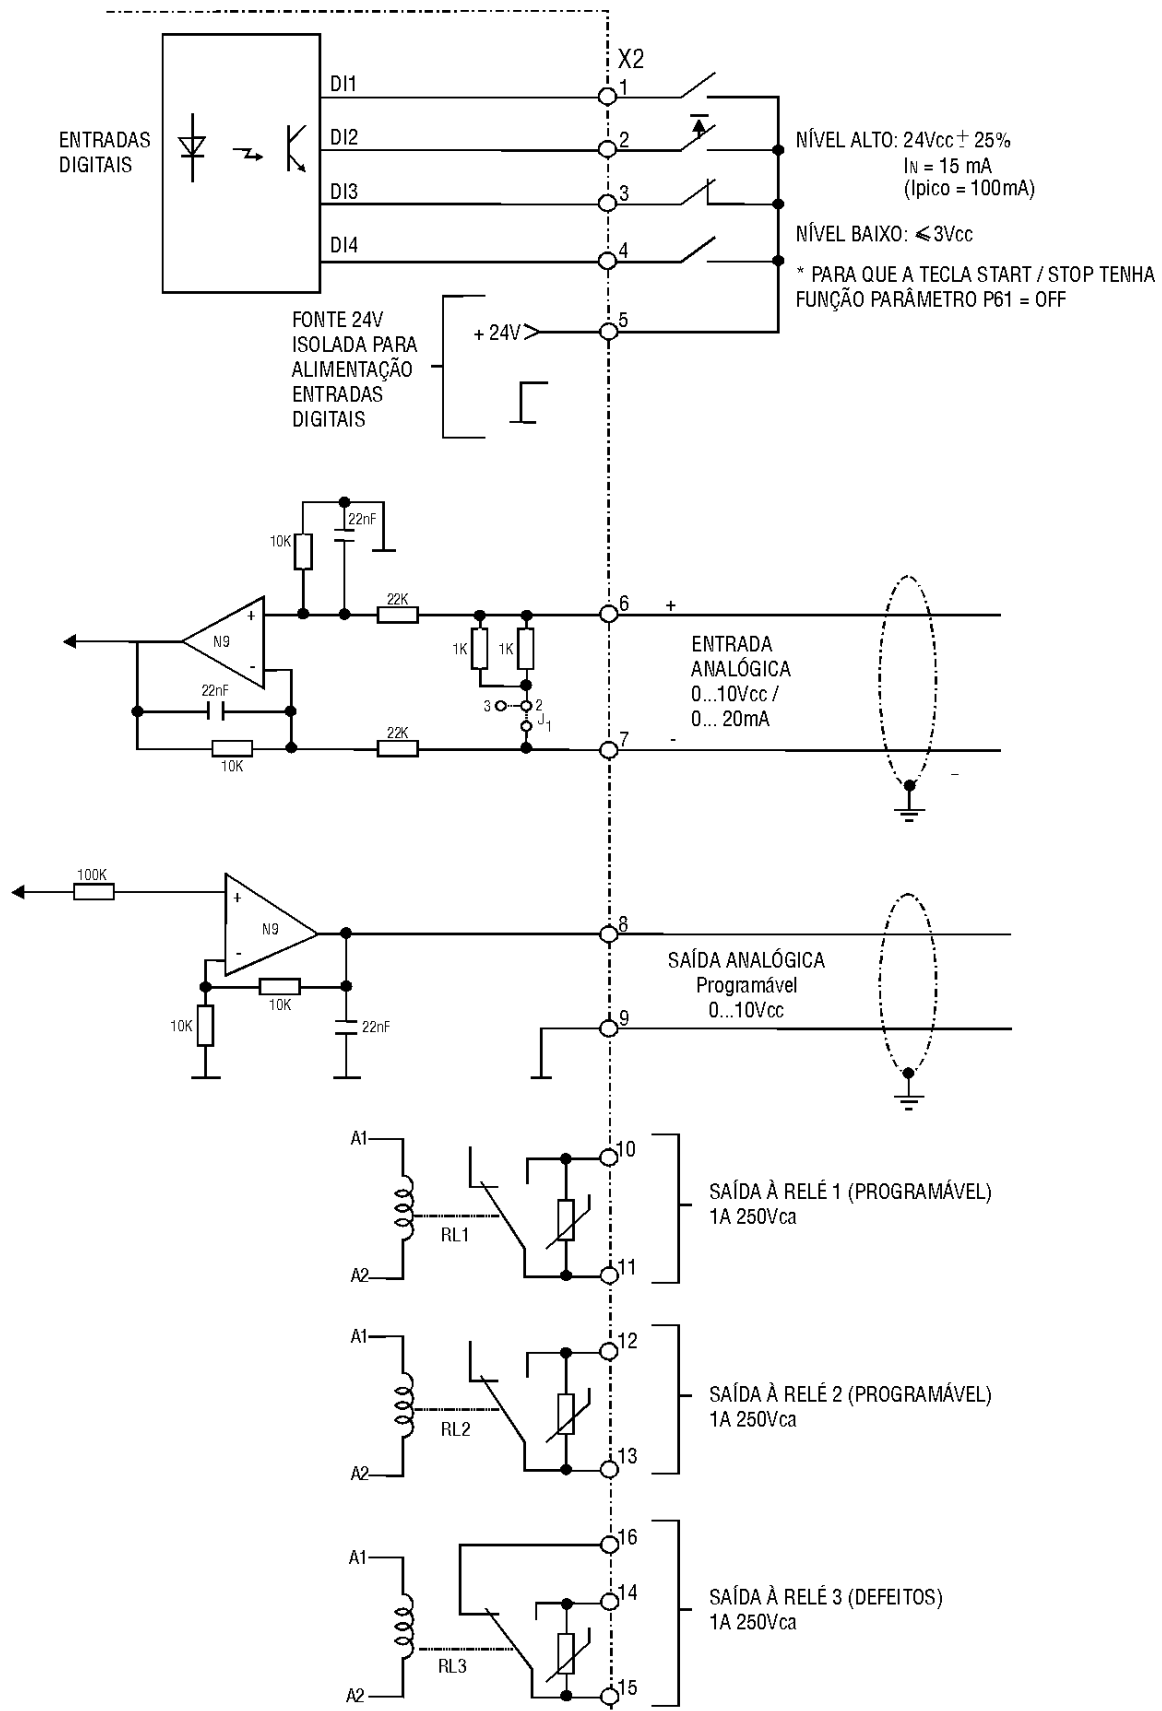 X2
DI1
1
ENTRADAS
DIGITAIS
DI2
2
NÍVEL ALTO: 24Vcc ± 25%
IN = 15 mA
(Ipico = 100mA)
DI3
3
NÍVEL BAIXO: ⩽ 3Vcc
DI4
4
* PARA QUE A TECLA START / STOP TENHA
FUNÇÃO PARÂMETRO P61 = OFF
FONTE 24V
ISOLADA PARA
ALIMENTAÇÃO
ENTRADAS
DIGITAIS
+ 24V
5
22nF
10K
22K
6
+
+
N9
-
1K
1K
ENTRADA
ANALÓGICA
0...10Vcc /
0... 20mA
22nF
3
2
J1
22K
7
-
10K
–
100K
+
N9
-
8
SAÍDA ANALÓGICA
Programável
0...10Vcc
10K
10K
22nF
9
A1
10
RL1
SAÍDA À RELÉ 1 (PROGRAMÁVEL)
1A 250Vca
A2
11
A1
12
RL2
SAÍDA À RELÉ 2 (PROGRAMÁVEL)
1A 250Vca
A2
13
16
A1
14
SAÍDA À RELÉ 3 (DEFEITOS)
1A 250Vca
RL3
A2
15